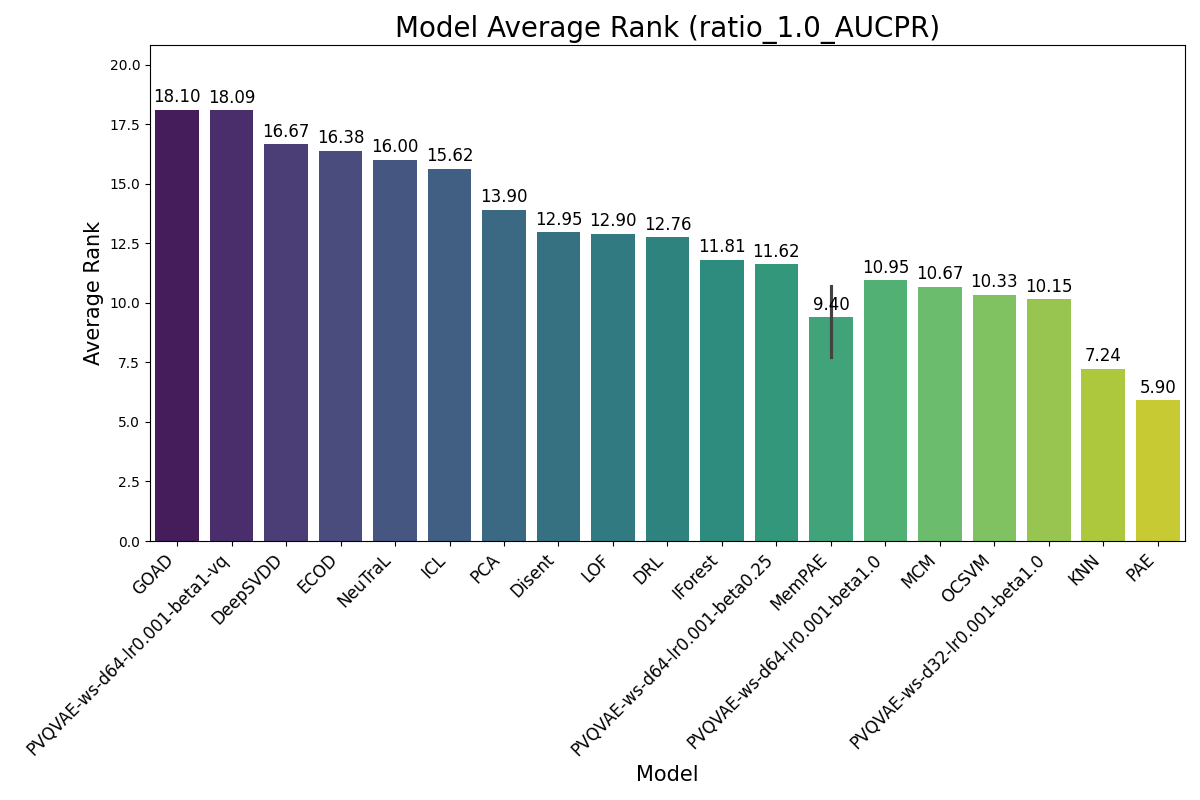 Model Average Rank (ratio_1.0_AUCPR)
Average Rank
20.0
17.5
15.0
12.5
10.0
7.5
5.0
2.5
0.0
18.10
18.09
16.67
16.38
16.00
15.62
13.90
12.95
12.90
12.76
11.81
11.62
9.40
10.95
10.67
10.33
10.15
7.24
5.90
GOAD
PVQVAE-ws-d64-lr0.001-beta1-vq
DeepSVDD
ECOD
NeuTraL
ICL
PCA
Disent
LOF
DRL
IForest
PVQVAE-ws-d64-lr0.001-beta0.25
MemPAE
PVQVAE-ws-d64-lr0.001-beta1.0
MCM
OCSVM
PVQVAE-ws-d32-lr0.001-beta1.0
KNN
PAE
Model